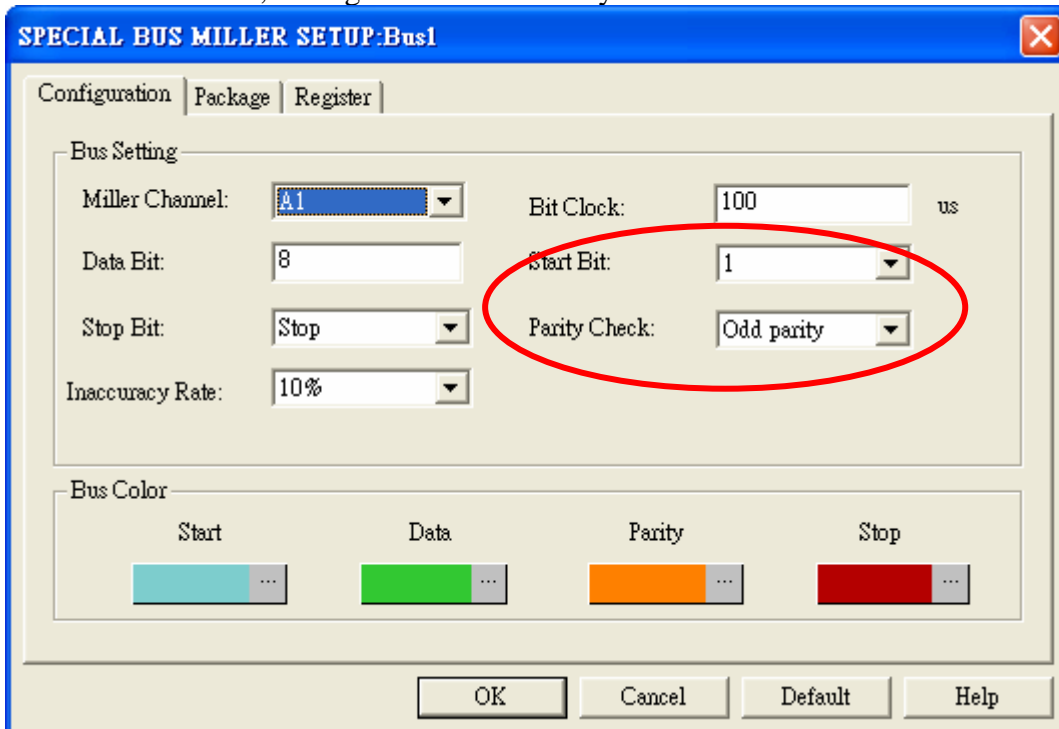 SPECIAL BUS MILLER SETUP:Bus1
Configuration Package Register
Bus Setting
Miller Channel: A1 Bit Clock: 100 us
Data Bit: 8 Start Bit: 1
Stop Bit: Stop Parity Check: Odd parity
Inaccuracy Rate: 10%
Bus Color
Start Data Parity Stop
... ... ... ...
OK Cancel Default Help